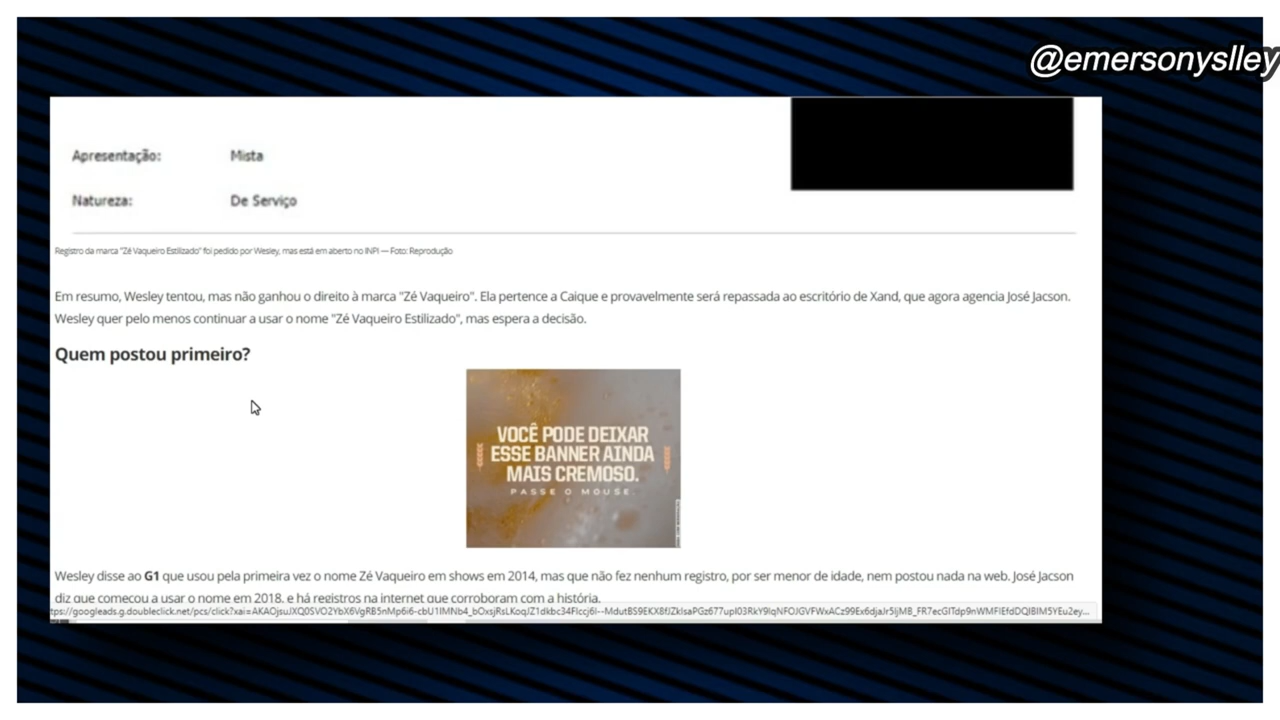 @emersonyslley
Apresentação: Mista
Natureza: De Serviço
Registro da marca "Zé Vaqueiro Estilizado" foi pedido por Wesley, mas está em aberto no INPI — Foto: Reprodução
Em resumo, Wesley tentou, mas não ganhou o direito à marca "Zé Vaqueiro". Ela pertence a Caique e provavelmente será repassada ao escritório de Xand, que agora agencia José Jacson.
Wesley quer pelo menos continuar a usar o nome "Zé Vaqueiro Estilizado", mas espera a decisão.
Quem postou primeiro?
VOCÊ PODE DEIXAR
ESSE BANNER AINDA
MAIS CREMOSO.
PASSE O MOUSE.
Wesley disse ao G1 que usou pela primeira vez o nome Zé Vaqueiro em shows em 2014, mas que não fez nenhum registro, por ser menor de idade, nem postou nada na web. José Jacson
diz que começou a usar o nome em 2018, e há registros na internet que corroboram com a história.